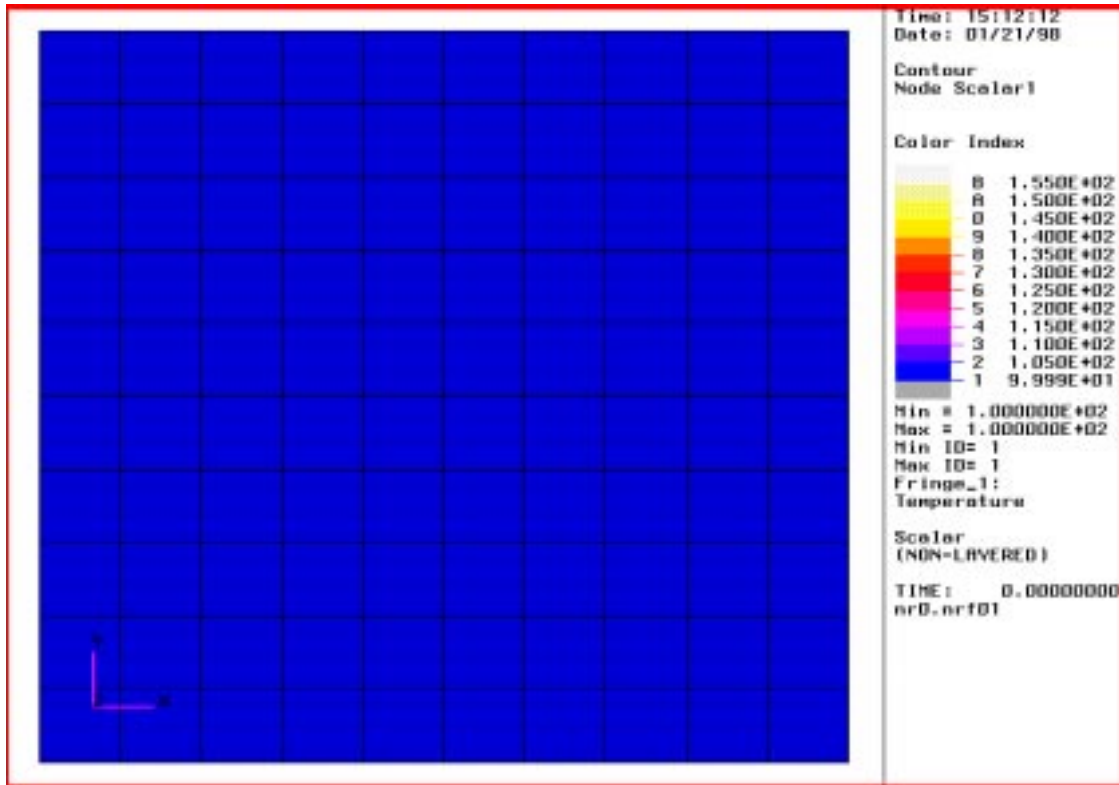 Time: 15:12:12
Date: 01/21/98
Contour
Node Scalar1
Color Index
B 1.550E+02
A 1.500E+02
0 1.450E+02
9 1.400E+02
8 1.350E+02
7 1.300E+02
6 1.250E+02
5 1.200E+02
4 1.150E+02
3 1.100E+02
2 1.050E+02
1 9.999E+01
Min = 1.000000E+02
Max = 1.000000E+02
Min ID= 1
Max ID= 1
Fringe_1:
Temperature
Scalar
(NON-LAYERED)
TIME: 0.00000000
nr0.nrf01